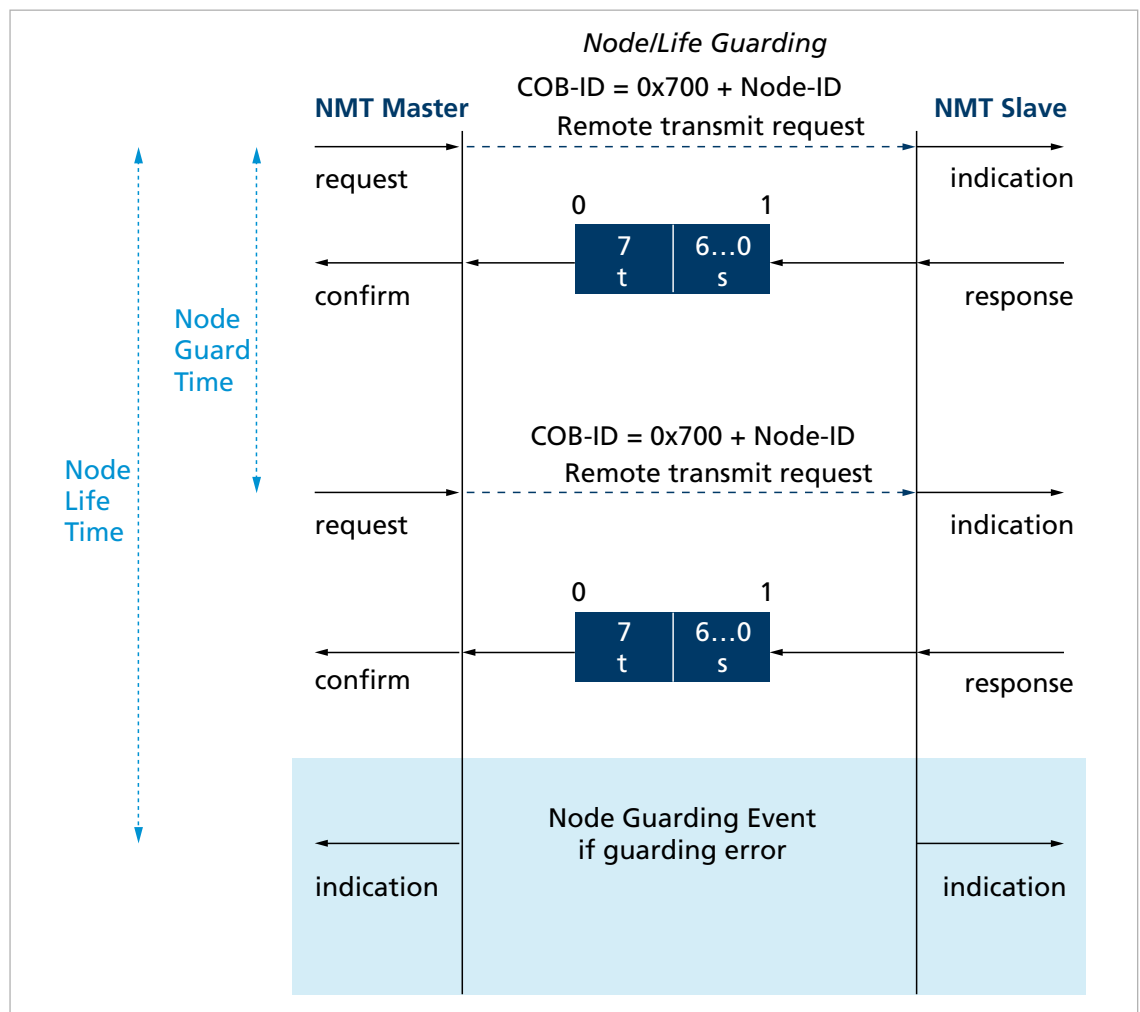 Node/Life Guarding
COB-ID = 0x700 + Node-ID
NMT Master
NMT Slave
Remote transmit request
request
indication
0 1
7 6...0
t s
confirm
response
Node
Guard
Time
COB-ID = 0x700 + Node-ID
Remote transmit request
Node
Life
Time
request
indication
0 1
7 6...0
t s
confirm
response
Node Guarding Event
if guarding error
indication
indication